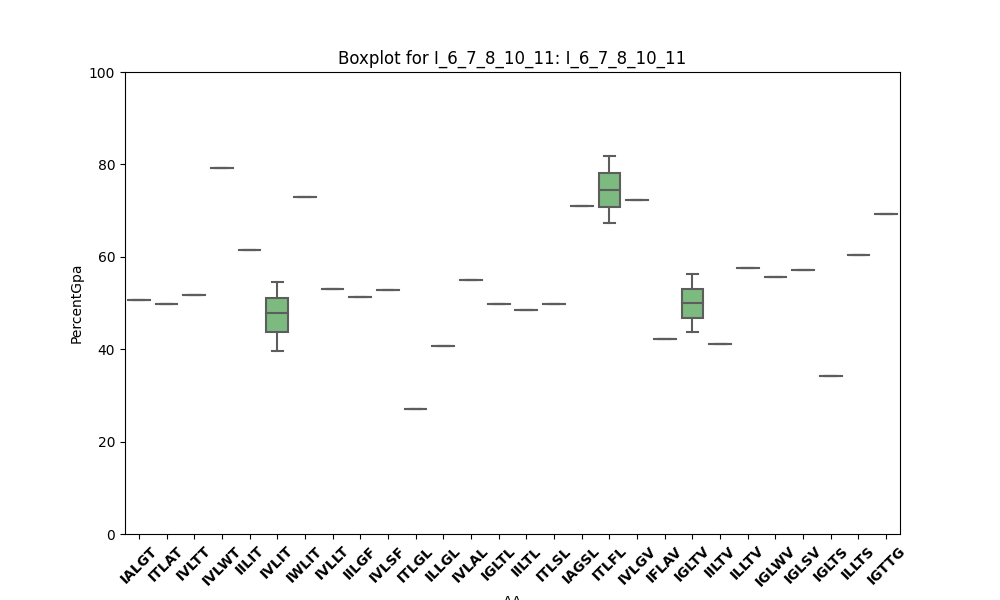 Boxplot for I_6_7_8_10_11: I_6_7_8_10_11
100
80
60
40
20
0
PercentGpa
IALGT
ITLAT
IVLTT
IVLWT
IILIT
IVLIT
IWLIT
IVLLT
IILGF
IVLSF
ITLGL
ILLGL
IVLAL
IGLTL
IILTL
ITLSL
IAGSL
ITLFL
IVLGV
IFLAV
IGLTV
IILTV
ILLTV
IGLWV
IGLSV
IGLTS
ILLTS
IGTTG